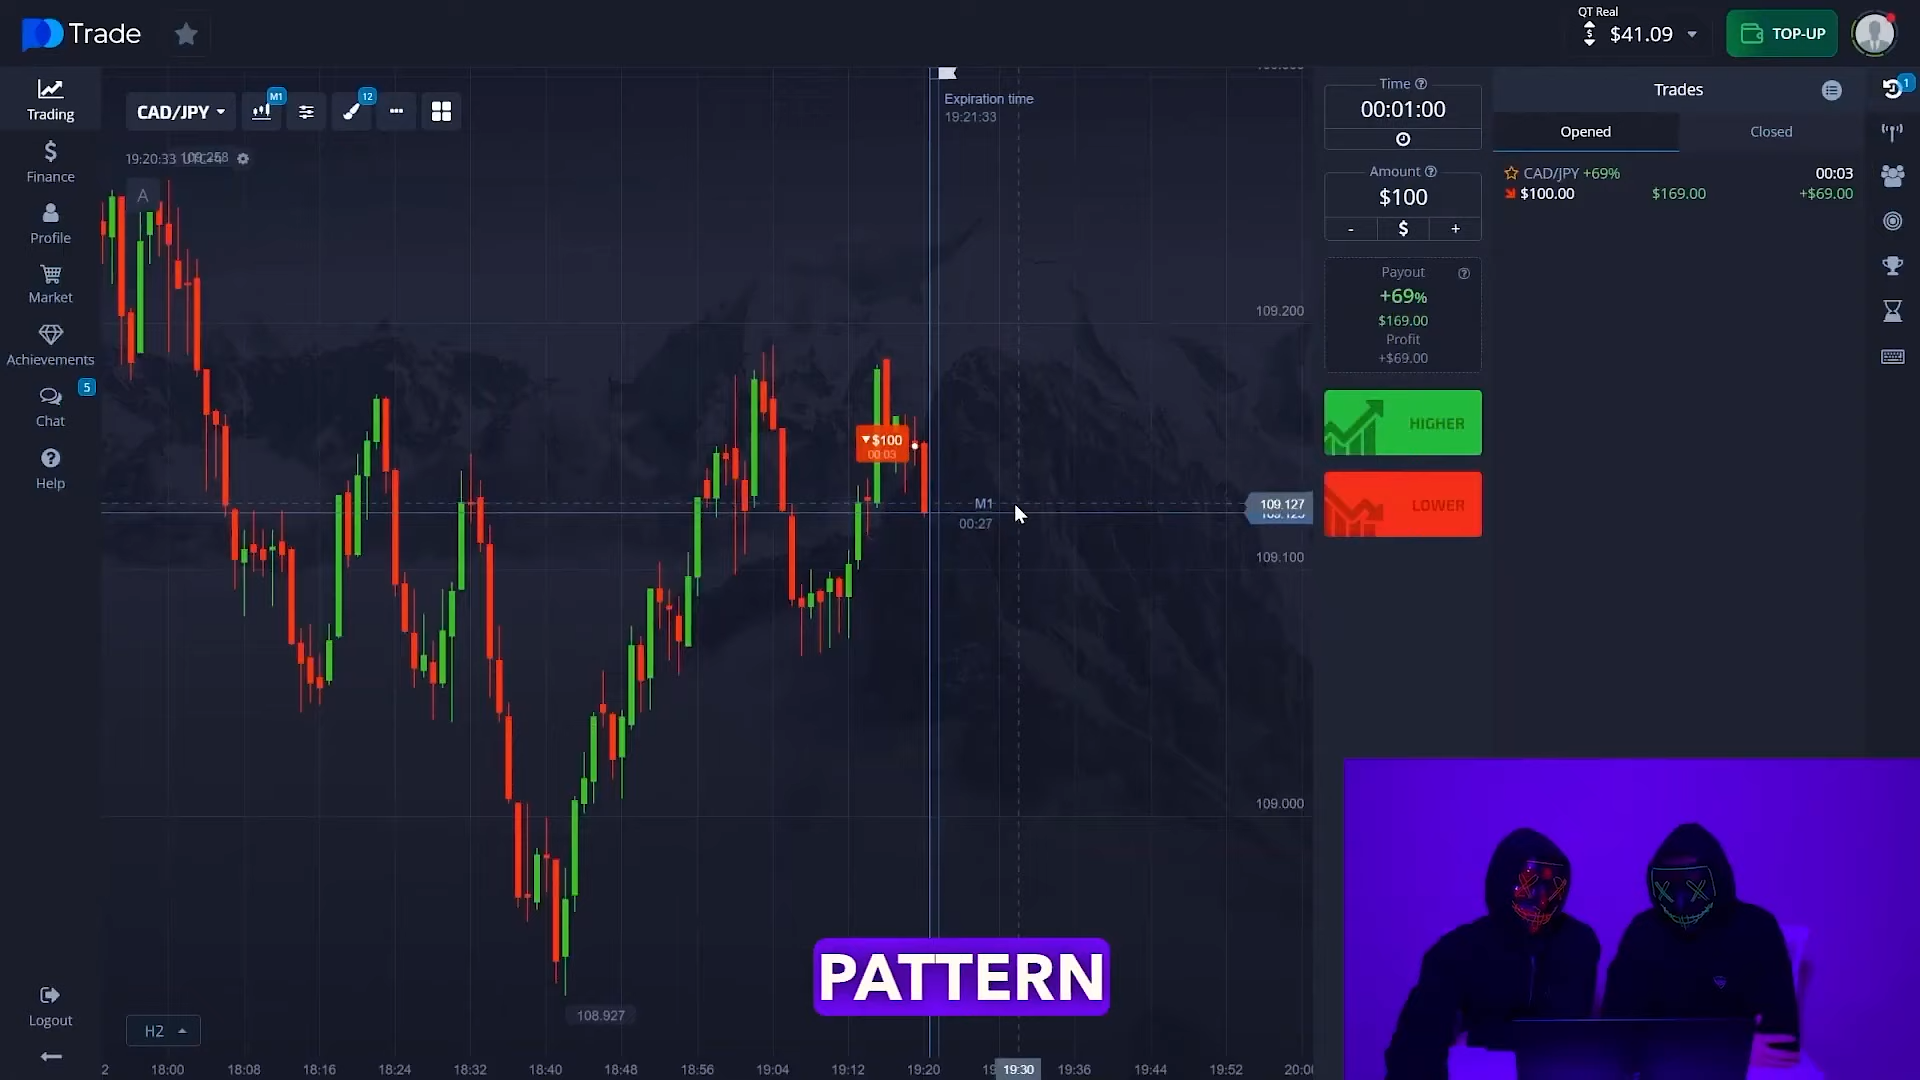 Trade
QT Real
$41.09
TOP-UP
Trading
Finance
Profile
Market
Achievements
Chat
5
Help
Logout
CAD/JPY
M1
12
A
Expiration time
19:21:33
109.200
109.127
109.100
109.000
108.927
M1
00:27
$100
00:03
H2
18:00
18:08
18:16
18:24
18:32
18:40
18:48
18:56
19:04
19:12
19:20
19:30
19:36
19:44
19:52
Time
00:01:00
Amount
$100
- $ +
Payout
+69%
$169.00
Profit
+$69.00
HIGHER
LOWER
Trades
1
Opened
Closed
CAD/JPY +69%
00:03
$100.00
$169.00
+$69.00
PATTERN